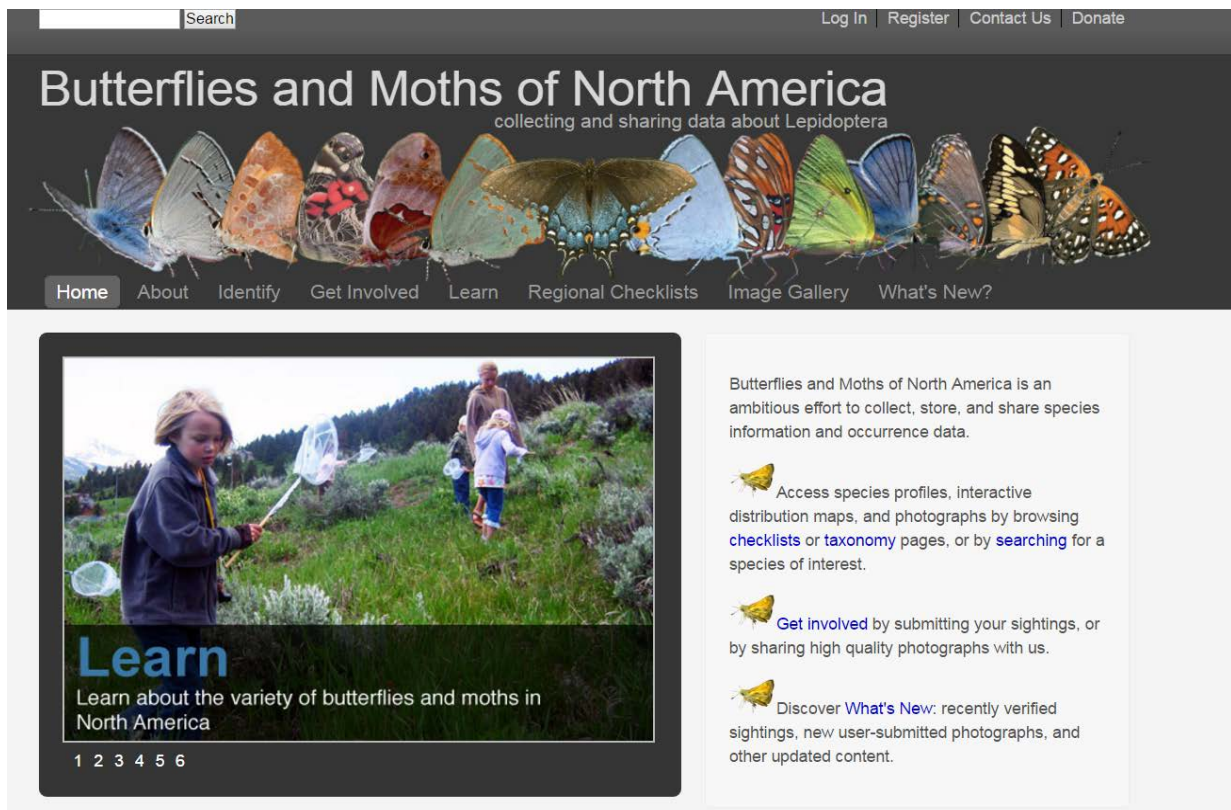 Search
Log In Register Contact Us Donate
Butterflies and Moths of North America
collecting and sharing data about Lepidoptera
Home About Identify Get Involved Learn Regional Checklists Image Gallery What's New?
Learn
Learn about the variety of butterflies and moths in
North America
1 2 3 4 5 6
Butterflies and Moths of North America is an
ambitious effort to collect, store, and share species
information and occurrence data.
Access species profiles, interactive
distribution maps, and photographs by browsing
checklists or taxonomy pages, or by searching for a
species of interest.
Get involved by submitting your sightings, or
by sharing high quality photographs with us.
Discover What's New: recently verified
sightings, new user-submitted photographs, and
other updated content.